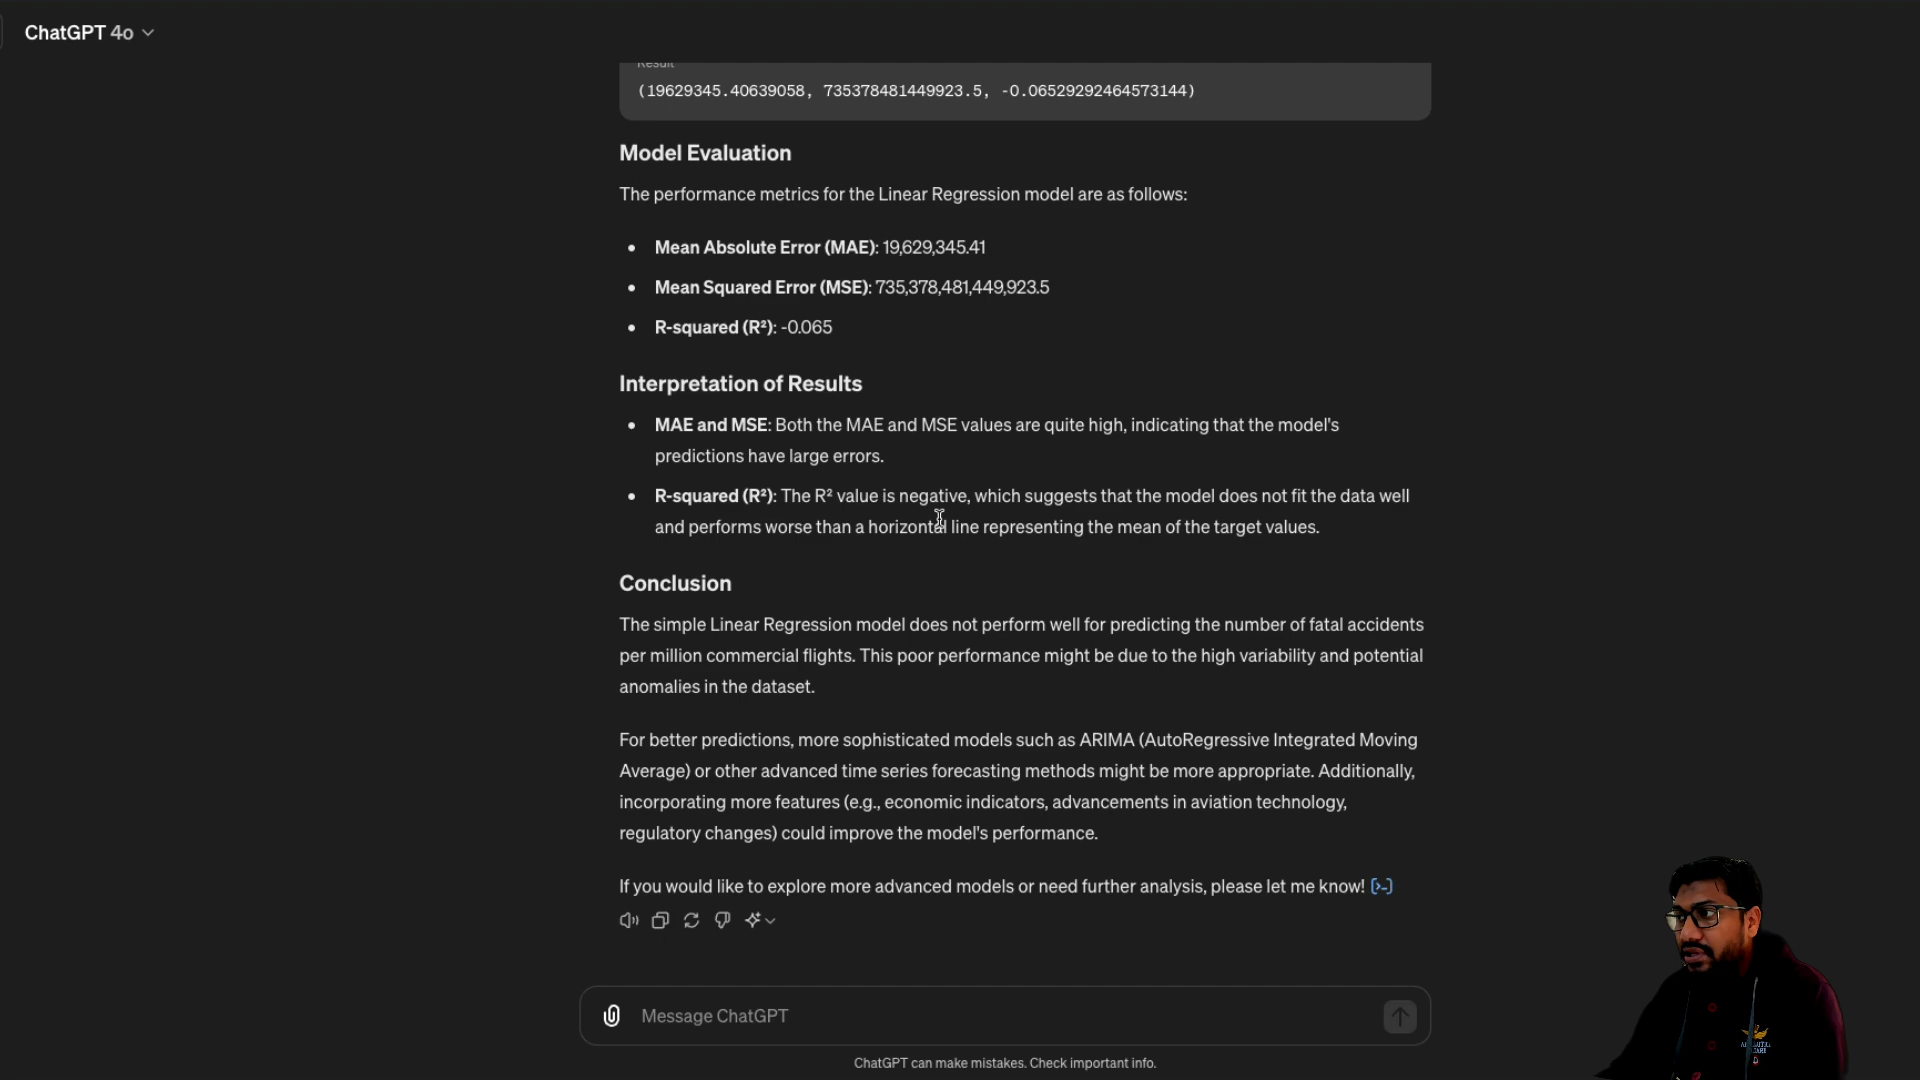 ChatGPT 4o
Result
(19629345.40639058, 735378481449923.5, -0.06529292464573144)
Model Evaluation
The performance metrics for the Linear Regression model are as follows:
• Mean Absolute Error (MAE): 19,629,345.41
• Mean Squared Error (MSE): 735,378,481,449,923.5
• R-squared (R²): -0.065
Interpretation of Results
• MAE and MSE: Both the MAE and MSE values are quite high, indicating that the model's
predictions have large errors.
• R-squared (R²): The R² value is negative, which suggests that the model does not fit the data well
and performs worse than a horizontal line representing the mean of the target values.
Conclusion
The simple Linear Regression model does not perform well for predicting the number of fatal accidents
per million commercial flights. This poor performance might be due to the high variability and potential
anomalies in the dataset.
For better predictions, more sophisticated models such as ARIMA (AutoRegressive Integrated Moving
Average) or other advanced time series forecasting methods might be more appropriate. Additionally,
incorporating more features (e.g., economic indicators, advancements in aviation technology,
regulatory changes) could improve the model's performance.
If you would like to explore more advanced models or need further analysis, please let me know! [>-]
Message ChatGPT
ChatGPT can make mistakes. Check important info.